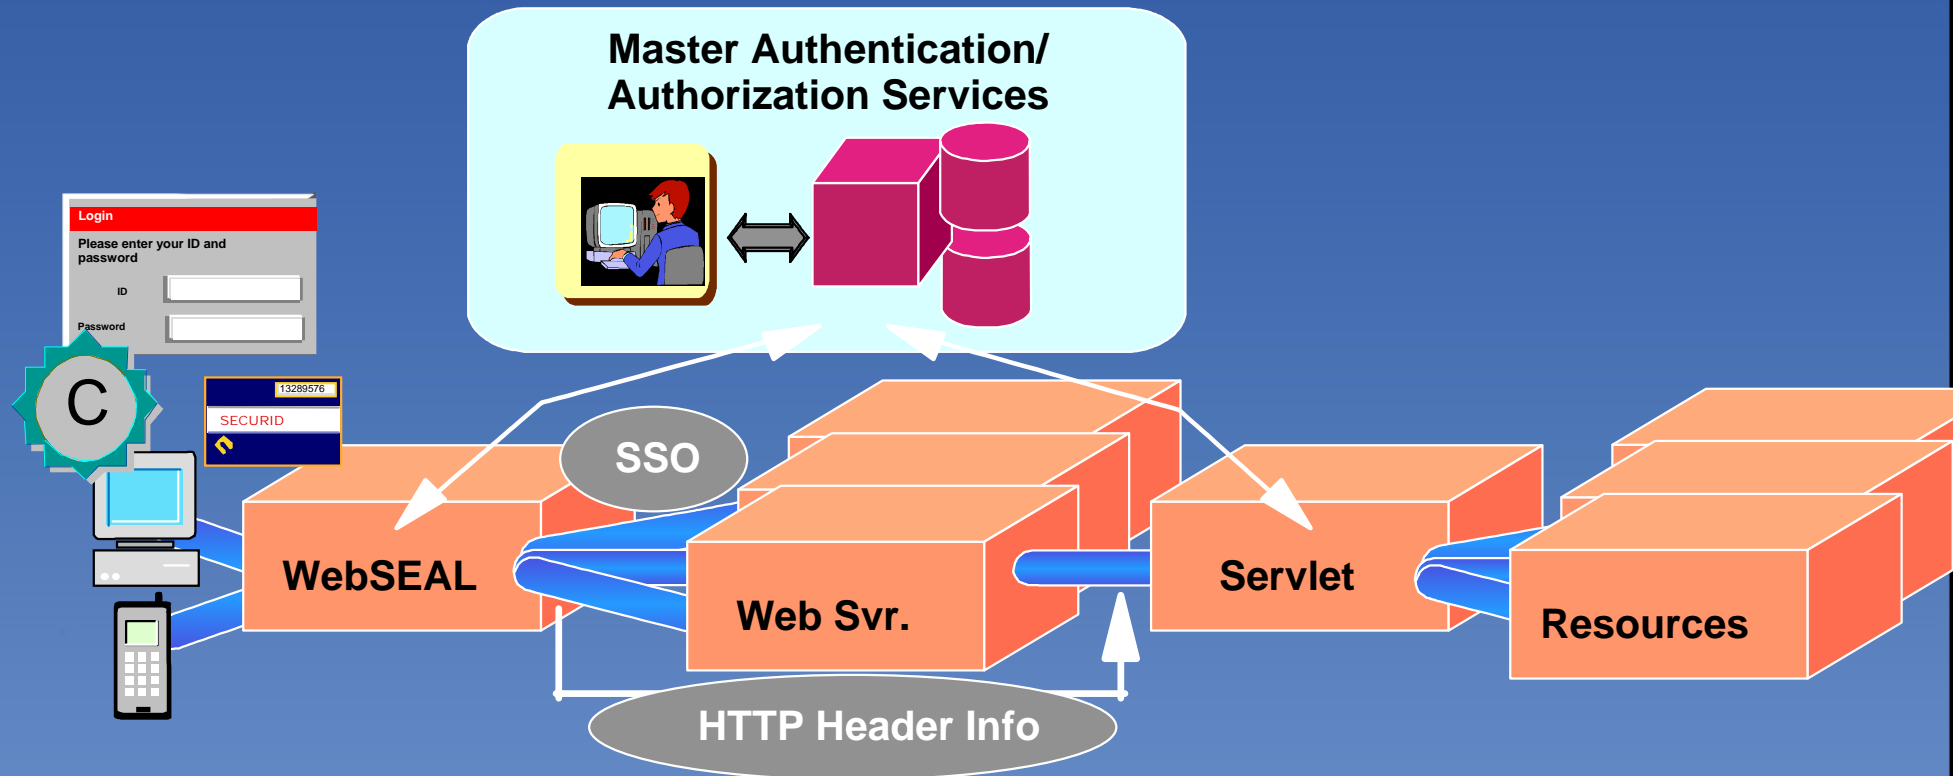 Master Authentication/
Authorization Services
Login
Please enter your ID and
password
ID
Password
C
13289576
SECURID
SSO
WebSEAL
Web Svr.
Servlet
Resources
HTTP Header Info